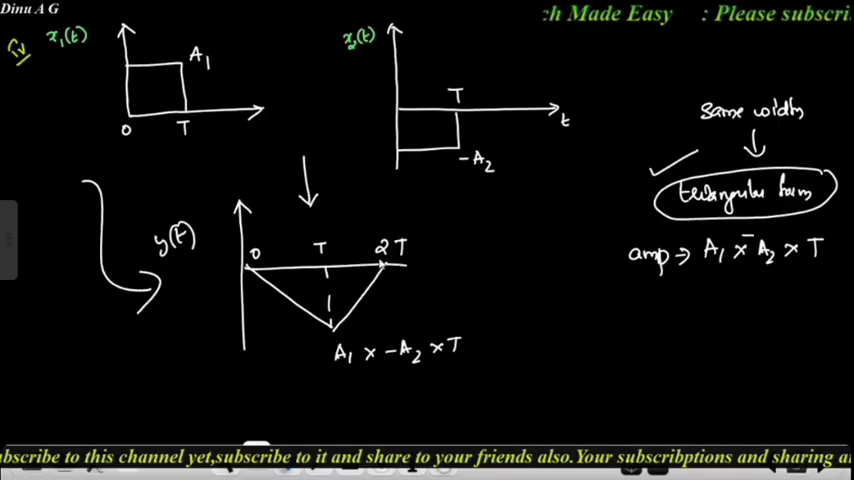 Dinu A G
ch Made Easy : Please subscri
iv
x₁(t)
A₁
0
T
x₂(t)
T
t
-A₂
same width
triangular form
amp → A₁ x -A₂ x T
y(t)
0
T
2T
A₁ x -A₂ x T
ubscribe to this channel yet,subscribe to it and share to your friends also.Your subscribptions and sharing a